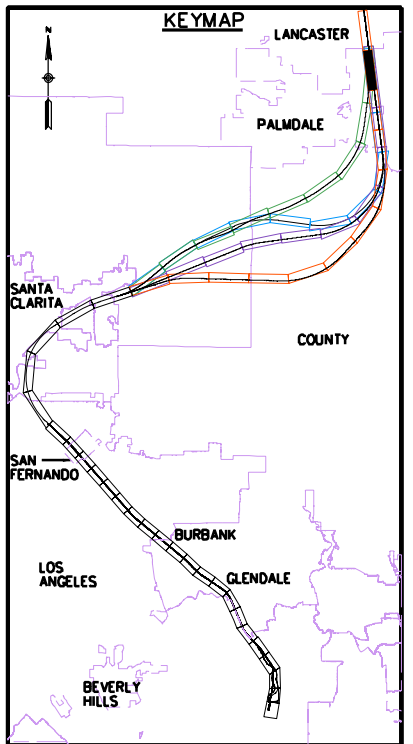 KEYMAP
N
LANCASTER
PALMDALE
SANTA
CLARITA
COUNTY
SAN
FERNANDO
BURBANK
LOS
ANGELES
GLENDALE
BEVERLY
HILLS